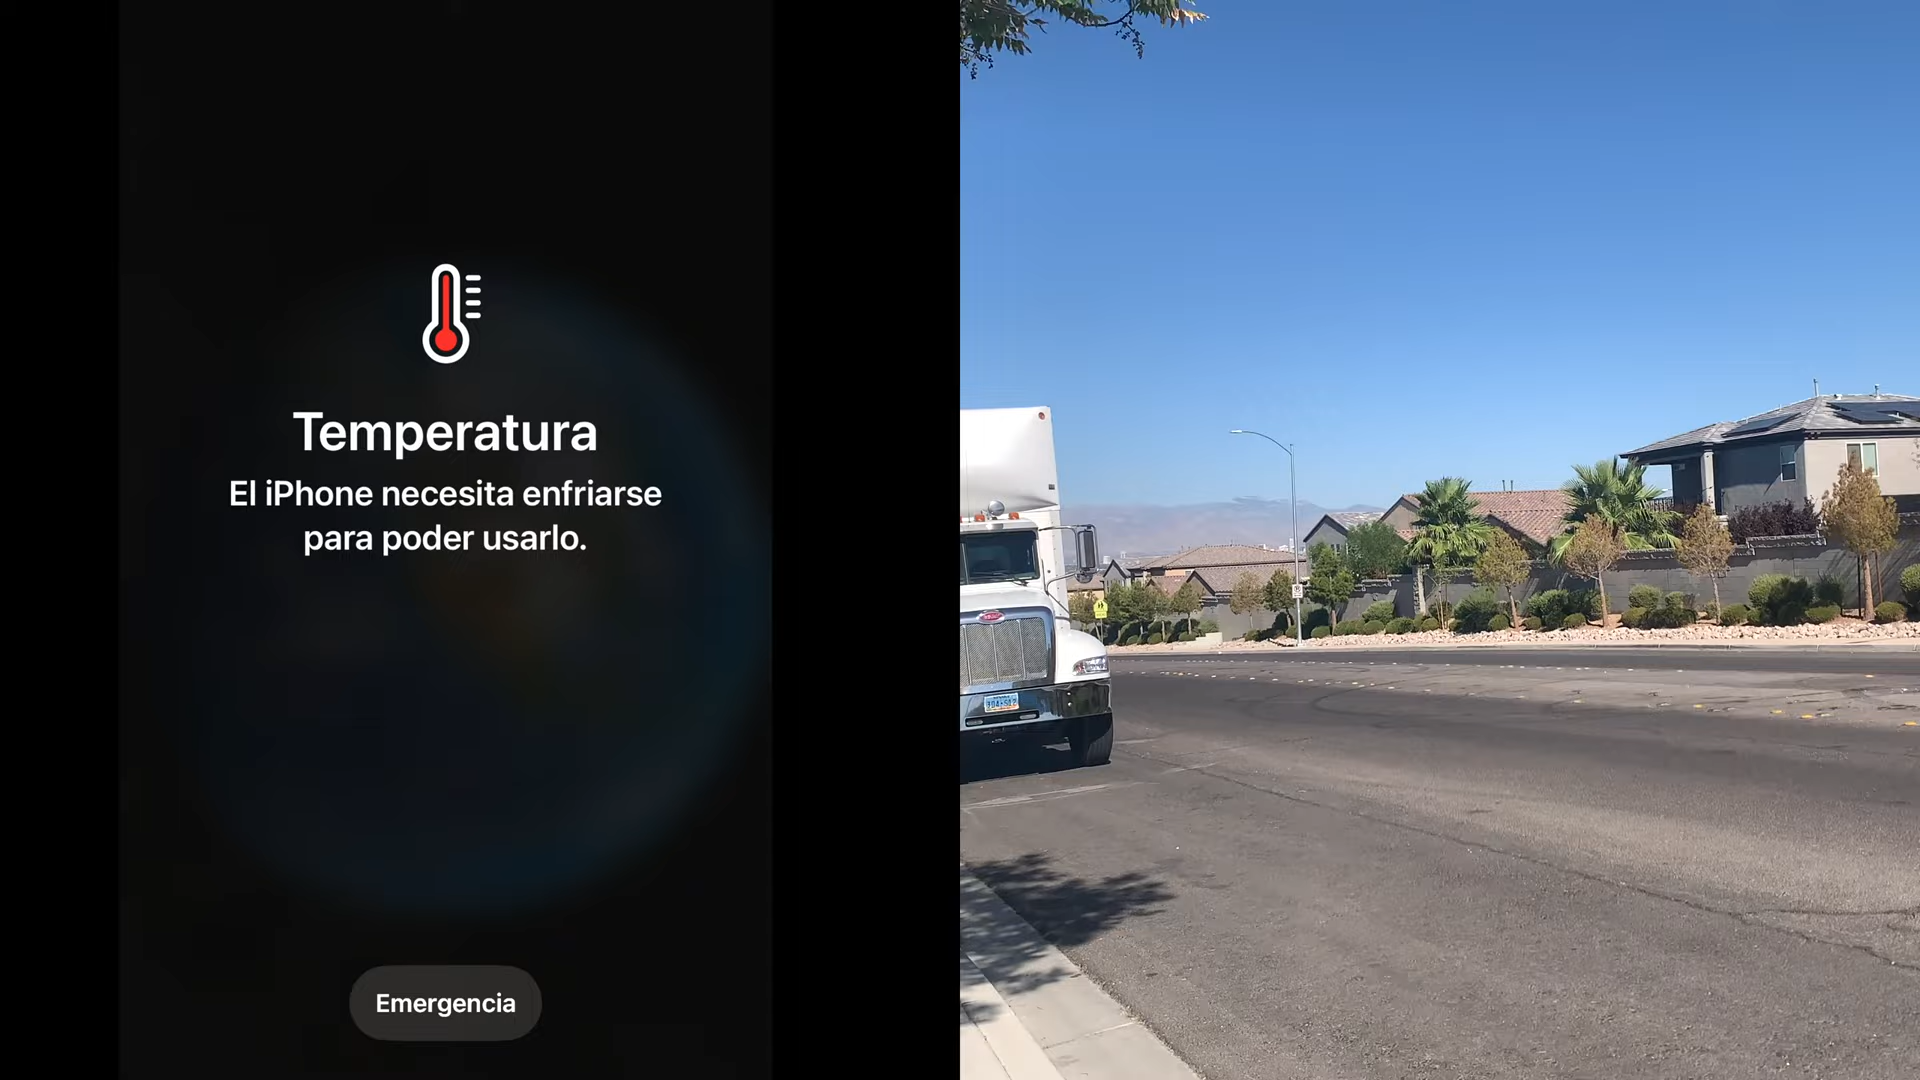 Temperatura
El iPhone necesita enfriarse
para poder usarlo.
Emergencia